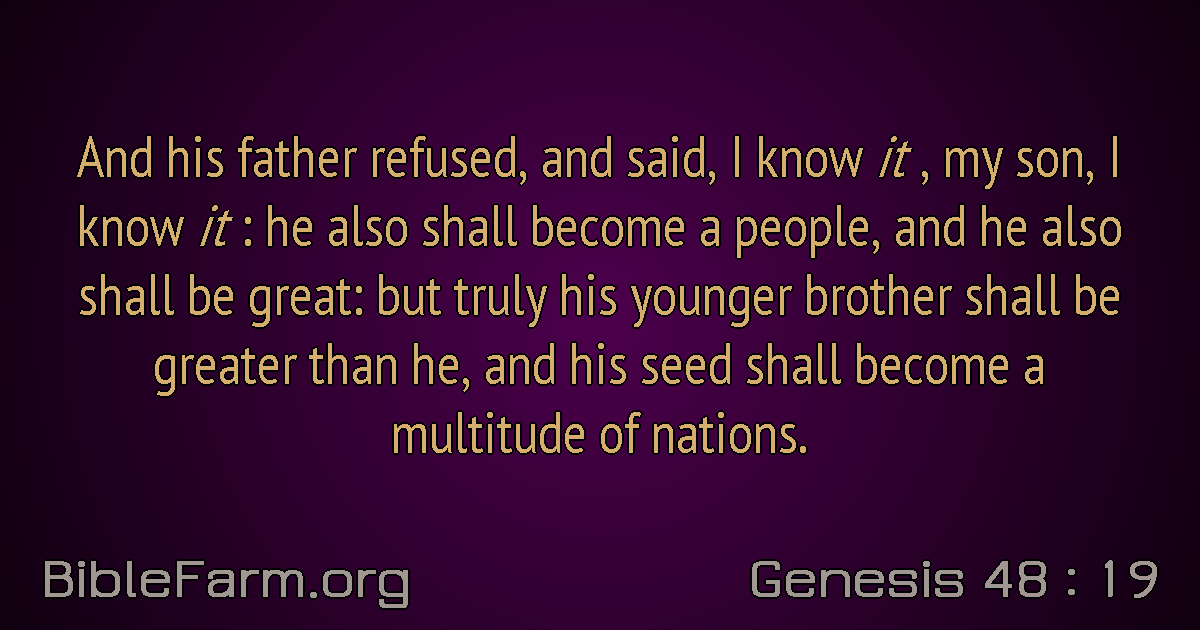 And his father refused, and said, I know it , my son, I
know it : he also shall become a people, and he also
shall be great: but truly his younger brother shall be
greater than he, and his seed shall become a
multitude of nations.
BibleFarm.org
Genesis 48 : 19